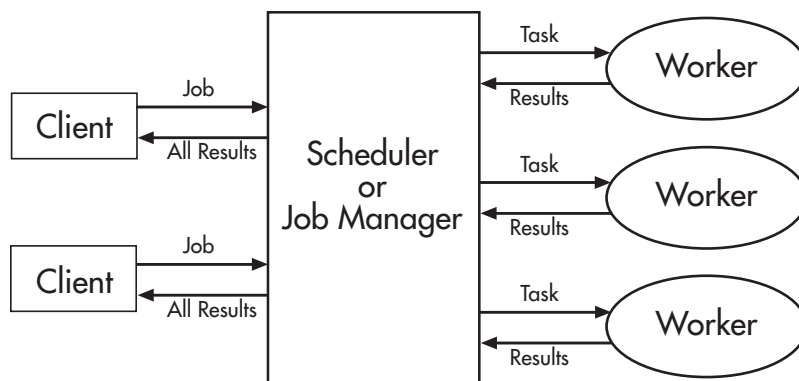 Client
Job
All Results
Client
Job
All Results
Scheduler
or
Job Manager
Task
Results
Worker
Task
Results
Worker
Task
Results
Worker